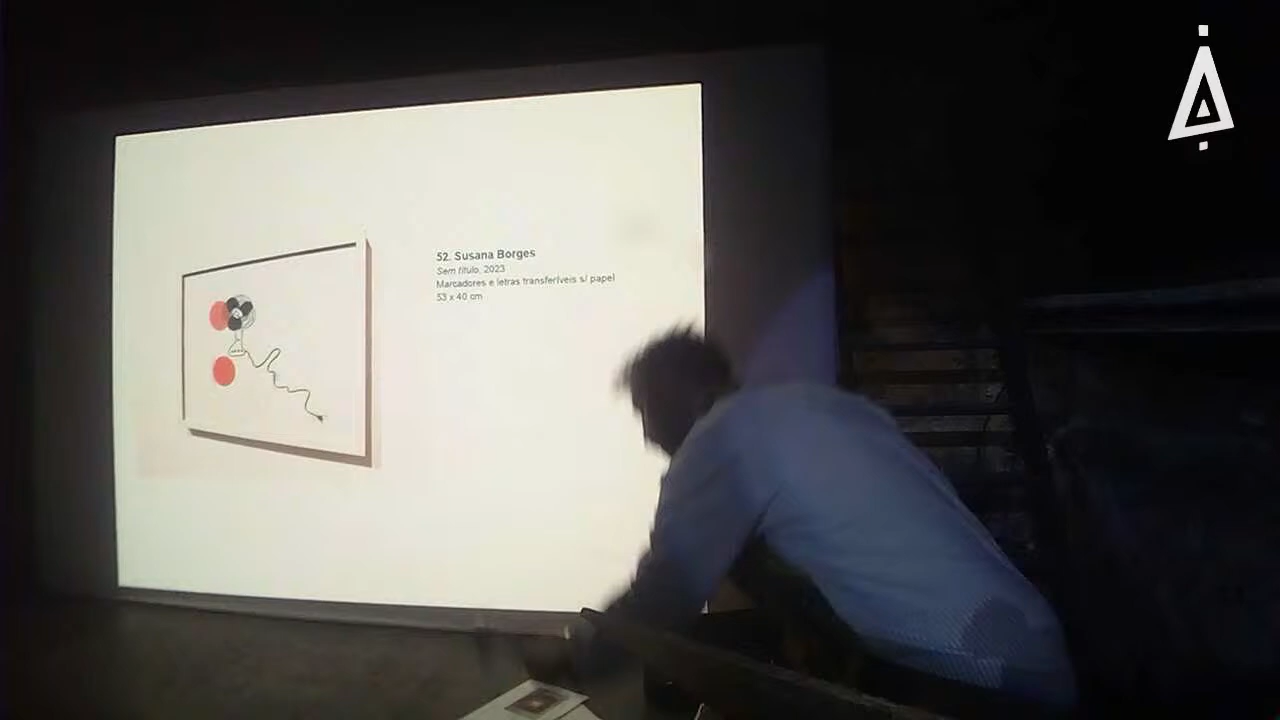 52. Susana Borges
Sem título, 2023
Marcadores e letras transferíveis s/ papel
53 x 40 cm